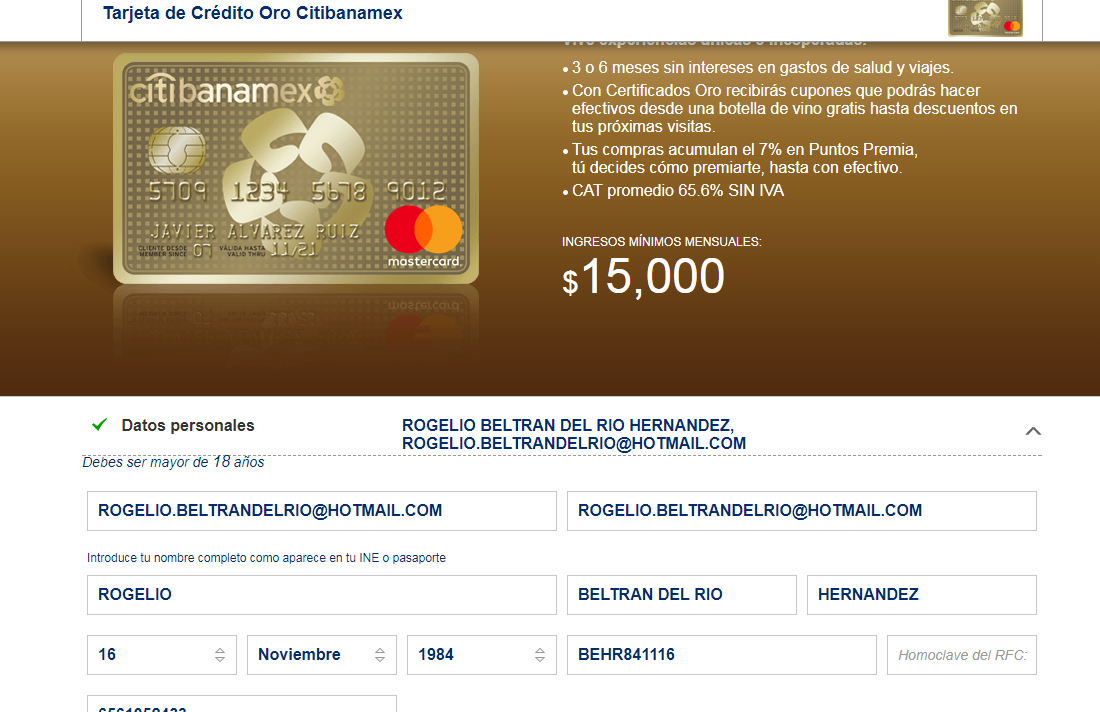 Tarjeta de Crédito Oro Citibanamex
Vive experiencias únicas e inesperadas.
3 o 6 meses sin intereses en gastos de salud y viajes.
Con Certificados Oro recibirás cupones que podrás hacer
efectivos desde una botella de vino gratis hasta descuentos en
tus próximas visitas.
Tus compras acumulan el 7% en Puntos Premia,
tú decides cómo premiarte, hasta con efectivo.
CAT promedio 65.6% SIN IVA
INGRESOS MÍNIMOS MENSUALES:
$15,000
citibanamex
5709 1234 5678 9012
JAVIER ALVAREZ RUIZ
CLIENTE DESDE
MEMBER SINCE 07 VÁLIDA HASTA
VALID THRU 11/21
mastercard
Datos personales
ROGELIO BELTRAN DEL RIO HERNANDEZ,
ROGELIO.BELTRANDELRIO@HOTMAIL.COM
Debes ser mayor de 18 años
ROGELIO.BELTRANDELRIO@HOTMAIL.COM ROGELIO.BELTRANDELRIO@HOTMAIL.COM
Introduce tu nombre completo como aparece en tu INE o pasaporte
ROGELIO BELTRAN DEL RIO HERNANDEZ
16 Noviembre 1984 BEHR841116 Homoclave del RFC: